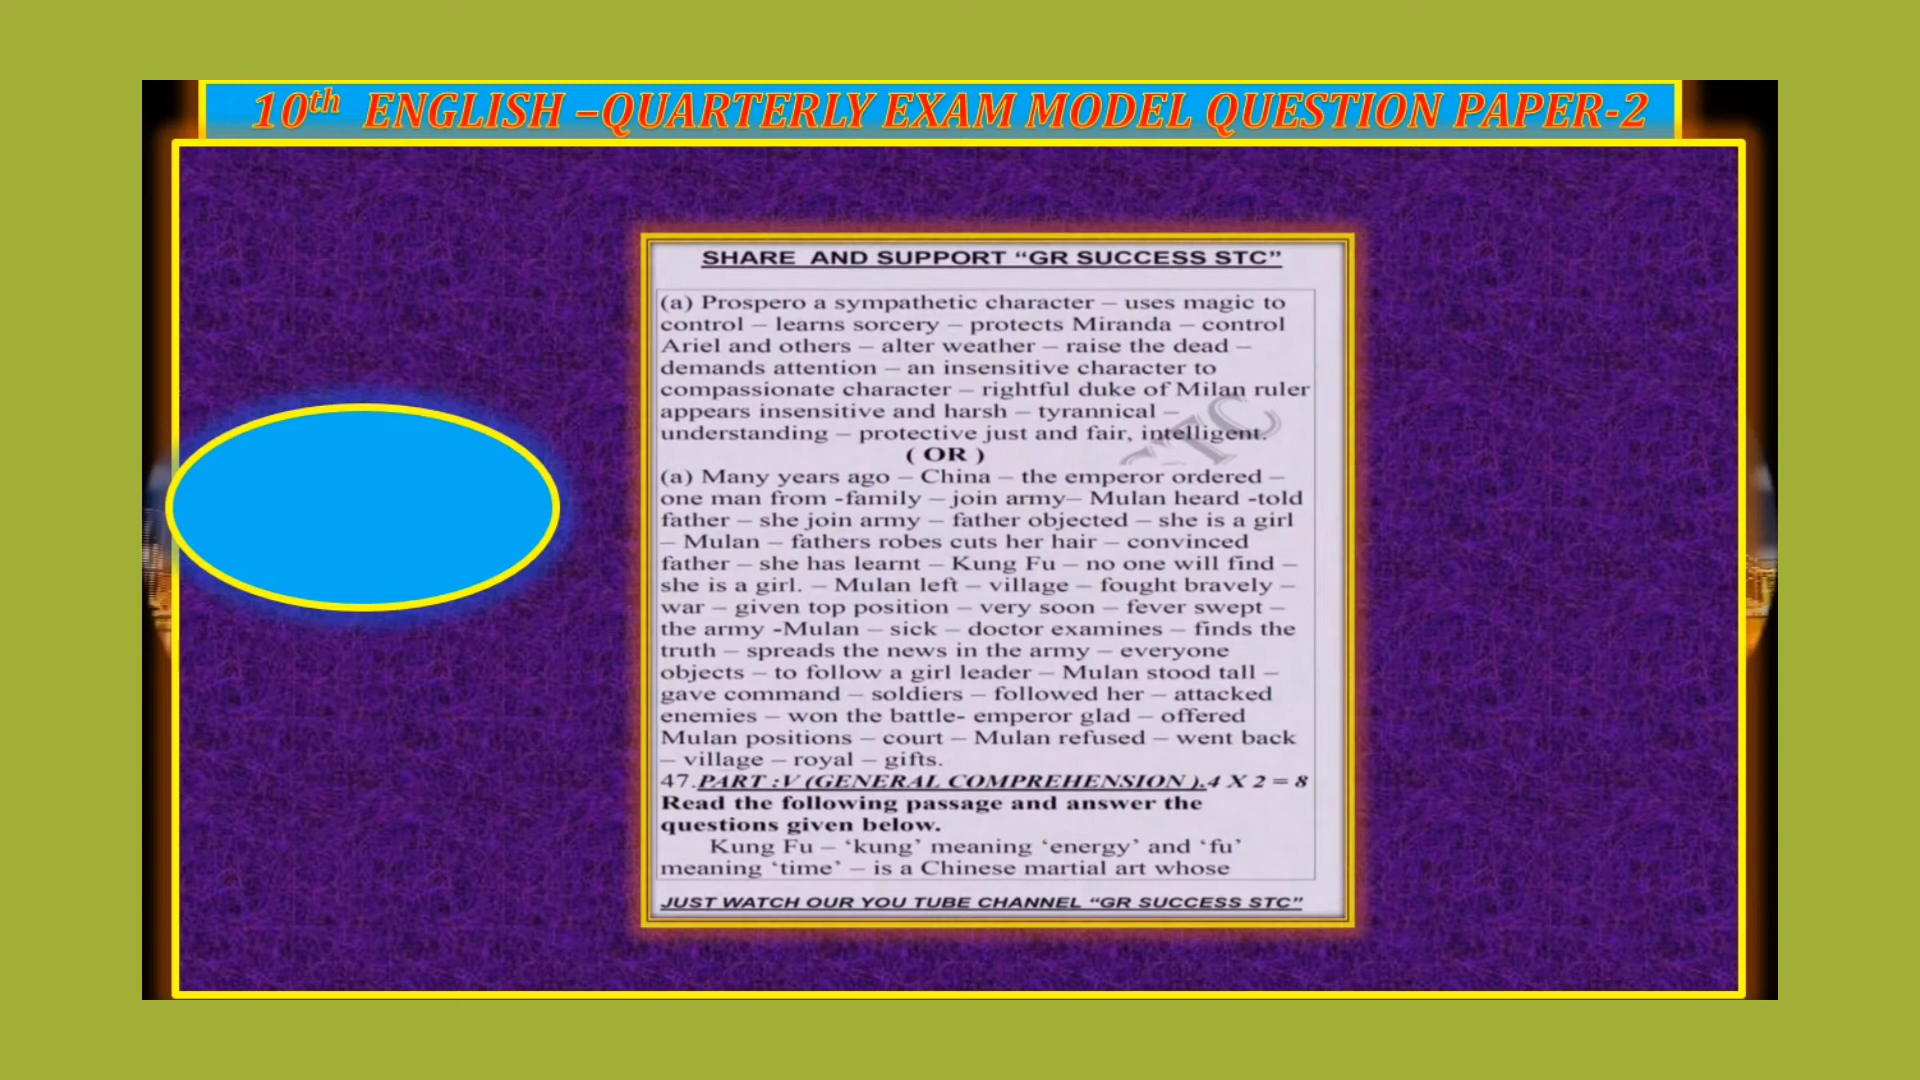 10th ENGLISH –QUARTERLY EXAM MODEL QUESTION PAPER-2
SHARE AND SUPPORT “GR SUCCESS STC”
(a) Prospero a sympathetic character – uses magic to
control – learns sorcery – protects Miranda – control
Ariel and others – alter weather – raise the dead –
demands attention – an insensitive character to
compassionate character – rightful duke of Milan ruler
appears insensitive and harsh – tyrannical –
understanding – protective just and fair, intelligent.
( OR )
(a) Many years ago – China – the emperor ordered –
one man from -family – join army– Mulan heard -told
father – she join army – father objected – she is a girl
– Mulan – fathers robes cuts her hair – convinced
father – she has learnt – Kung Fu – no one will find –
she is a girl. – Mulan left – village – fought bravely –
war – given top position – very soon – fever swept –
the army -Mulan – sick – doctor examines – finds the
truth – spreads the news in the army – everyone
objects – to follow a girl leader – Mulan stood tall –
gave command – soldiers – followed her – attacked
enemies – won the battle- emperor glad – offered
Mulan positions – court – Mulan refused – went back
– village – royal – gifts.
47.PART :V (GENERAL COMPREHENSION ).4 X 2 = 8
Read the following passage and answer the
questions given below.
Kung Fu – ‘kung’ meaning ‘energy’ and ‘fu’
meaning ‘time’ – is a Chinese martial art whose
JUST WATCH OUR YOU TUBE CHANNEL “GR SUCCESS STC”
STC